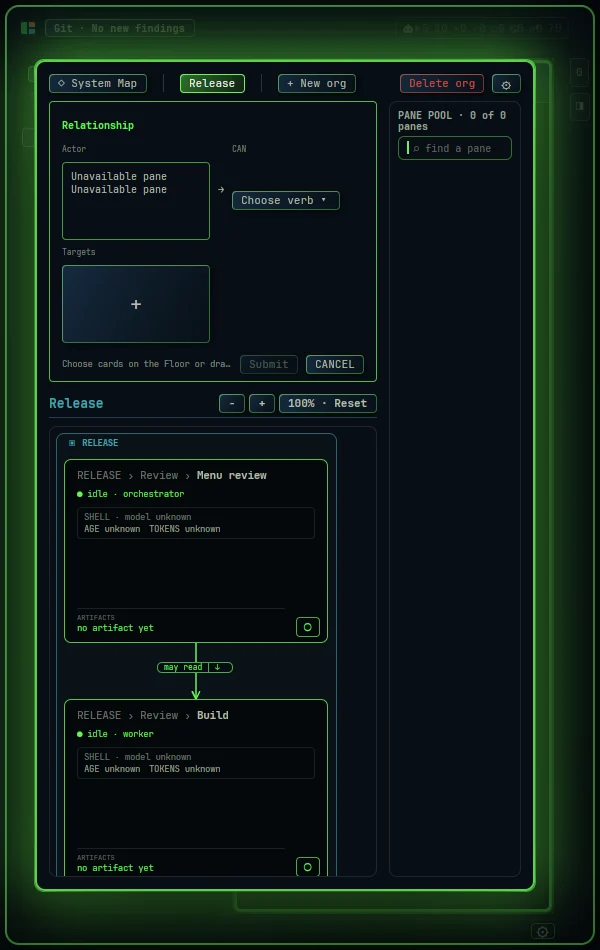 Git · No new findings
◇ System Map
Release
+ New org
Delete org
Relationship
Actor
CAN
Unavailable pane
Unavailable pane
→
Choose verb ▾
Targets
+
Choose cards on the Floor or dra…
Submit
CANCEL
PANE POOL · 0 of 0 panes
find a pane
Release
-
+
100% · Reset
RELEASE
RELEASE › Review › Menu review
● idle · orchestrator
SHELL · model unknown
AGE unknown TOKENS unknown
ARTIFACTS
no artifact yet
may read ↓
RELEASE › Review › Build
● idle · worker
SHELL · model unknown
AGE unknown TOKENS unknown
ARTIFACTS
no artifact yet